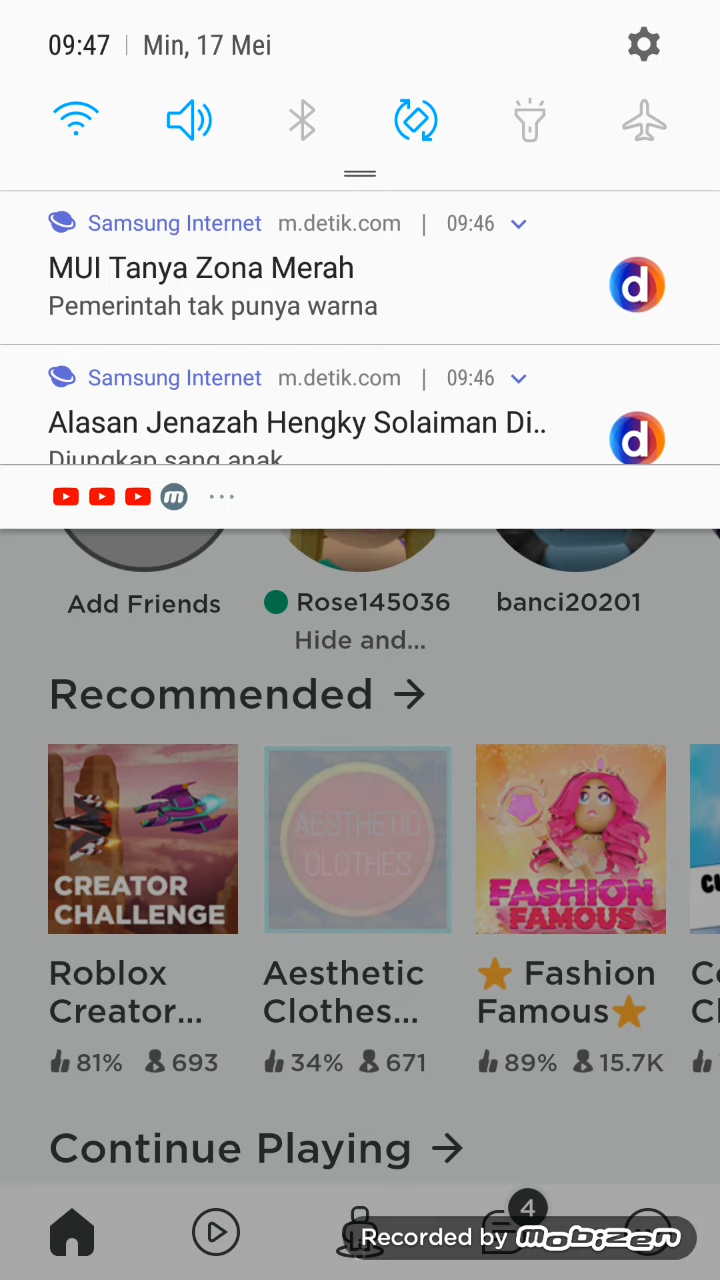 09:47 | Min, 17 Mei
Samsung Internet m.detik.com | 09:46
MUI Tanya Zona Merah
Pemerintah tak punya warna
d
Samsung Internet m.detik.com | 09:46
Alasan Jenazah Hengky Solaiman Di..
Diungkap sang anak
d
m ...
Add Friends
Rose145036
banci20201
Hide and...
Recommended →
CREATOR
CHALLENGE
AESTHETIC
CLOTHES
FASHION
FAMOUS
Roblox
Creator...
Aesthetic
Clothes...
⭐ Fashion
Famous⭐
81% 693
34% 671
89% 15.7K
Continue Playing →
4
Recorded by mobizen